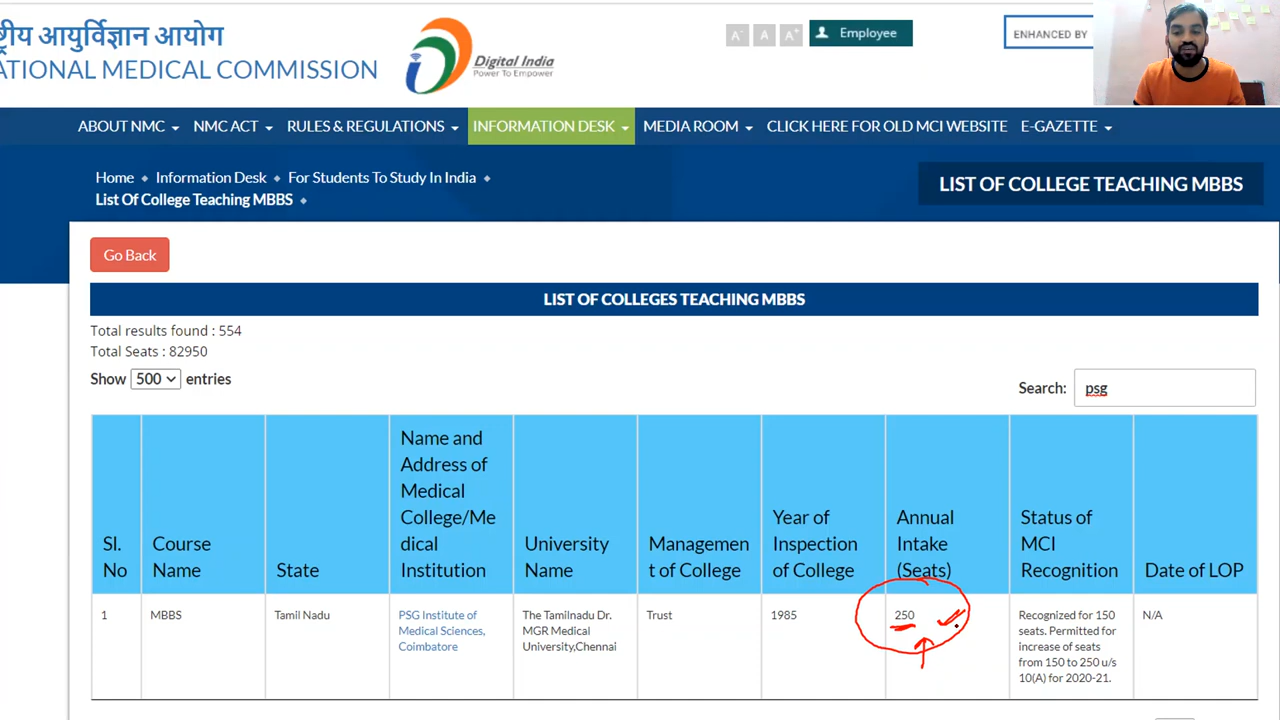 ट्रीय आयुर्विज्ञान आयोग
ATIONAL MEDICAL COMMISSION
Digital India
Power To Empower
A- A A+
Employee
ENHANCED BY
ABOUT NMC NMC ACT RULES & REGULATIONS INFORMATION DESK MEDIA ROOM CLICK HERE FOR OLD MCI WEBSITE E-GAZETTE
Home Information Desk For Students To Study In India
List Of College Teaching MBBS
LIST OF COLLEGE TEACHING MBBS
Go Back
LIST OF COLLEGES TEACHING MBBS
Total results found : 554
Total Seats : 82950
Show 500 entries
Search: psg
Sl.
No
Course
Name
State
Name and
Address of
Medical
College/Me
dical
Institution
University
Name
Managemen
t of College
Year of
Inspection
of College
Annual
Intake
(Seats)
Status of
MCI
Recognition
Date of LOP
1
MBBS
Tamil Nadu
PSG Institute of
Medical Sciences,
Coimbatore
The Tamilnadu Dr.
MGR Medical
University,Chennai
Trust
1985
250
Recognized for 150
seats. Permitted for
increase of seats
from 150 to 250 u/s
10(A) for 2020-21.
N/A